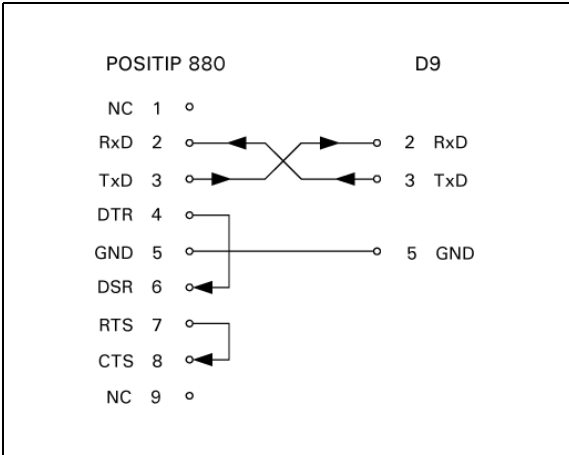 POSITIP 880 D9
NC 1
RxD 2 2 RxD
TxD 3 3 TxD
DTR 4
GND 5 5 GND
DSR 6
RTS 7
CTS 8
NC 9